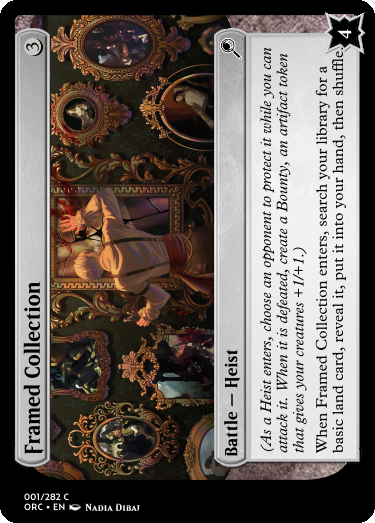 Framed Collection 3
Battle — Heist
(As a Heist enters, choose an opponent to protect it while you can
attack it. When it is defeated, create a Bounty, an artifact token
that gives your creatures +1/+1.)
When Framed Collection enters, search your library for a
basic land card, reveal it, put it into your hand, then shuffle.
4
001/282 C
ORC • EN NADIA DIBAJ